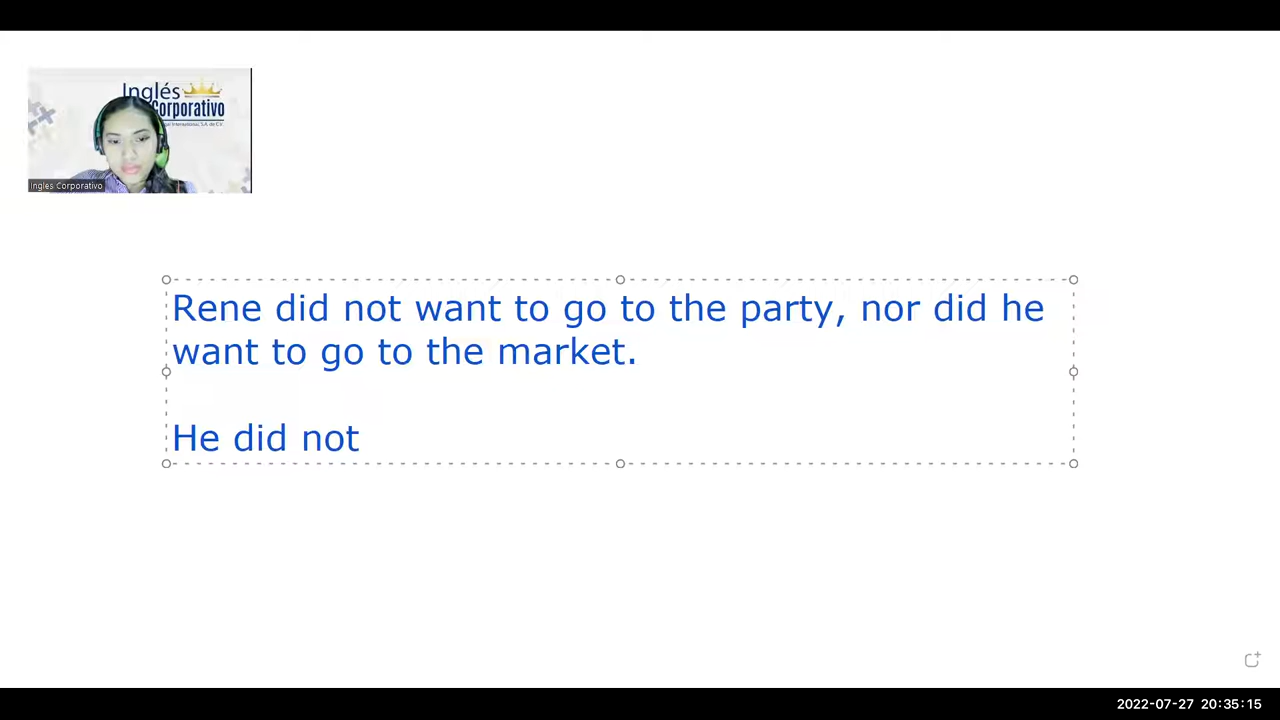 Inglés
Corporativo
Ingles Corporativo
Rene did not want to go to the party, nor did he
want to go to the market.
He did not
2022-07-27 20:35:15